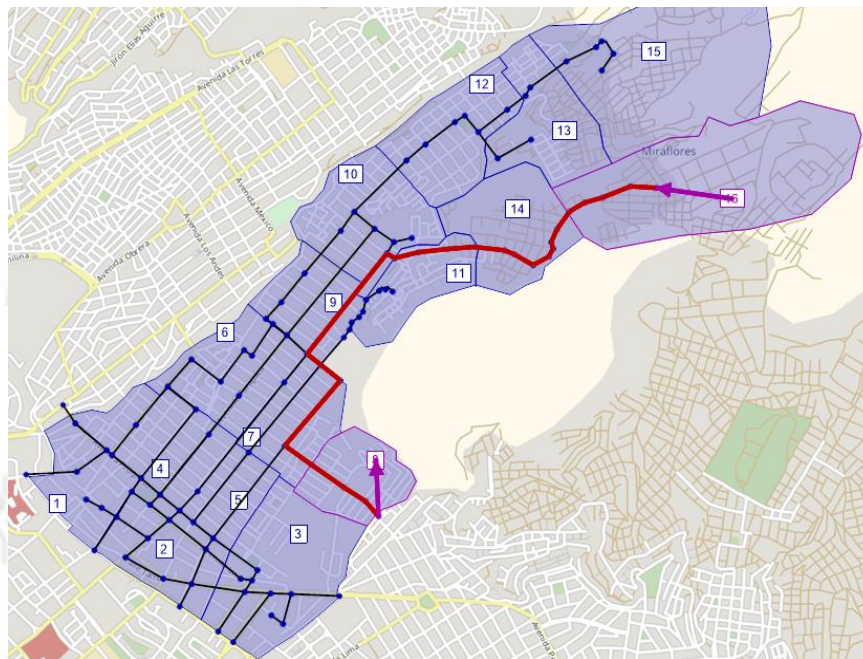 Jirón Elías Aguirre
Avenida Las Torres
15
12
13
Miraflores
10
Avenida México
16
14
Avenida Los Andes
Avenida Obrera
11
9
6
7
8
4
5
1
3
2
Lima